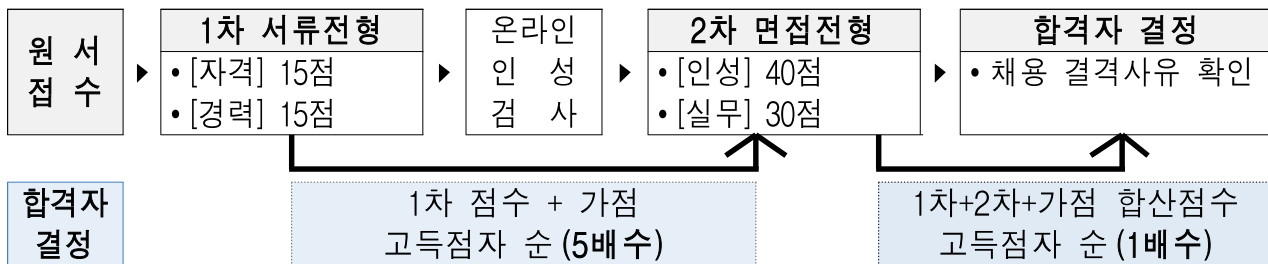 원 서
접 수
1차 서류전형
• [자격] 15점
• [경력] 15점
온라인
인 성
검 사
2차 면접전형
• [인성] 40점
• [실무] 30점
합격자 결정
• 채용 결격사유 확인
합격자
결정
1차 점수 + 가점
고득점자 순 (5배수)
1차+2차+가점 합산점수
고득점자 순 (1배수)